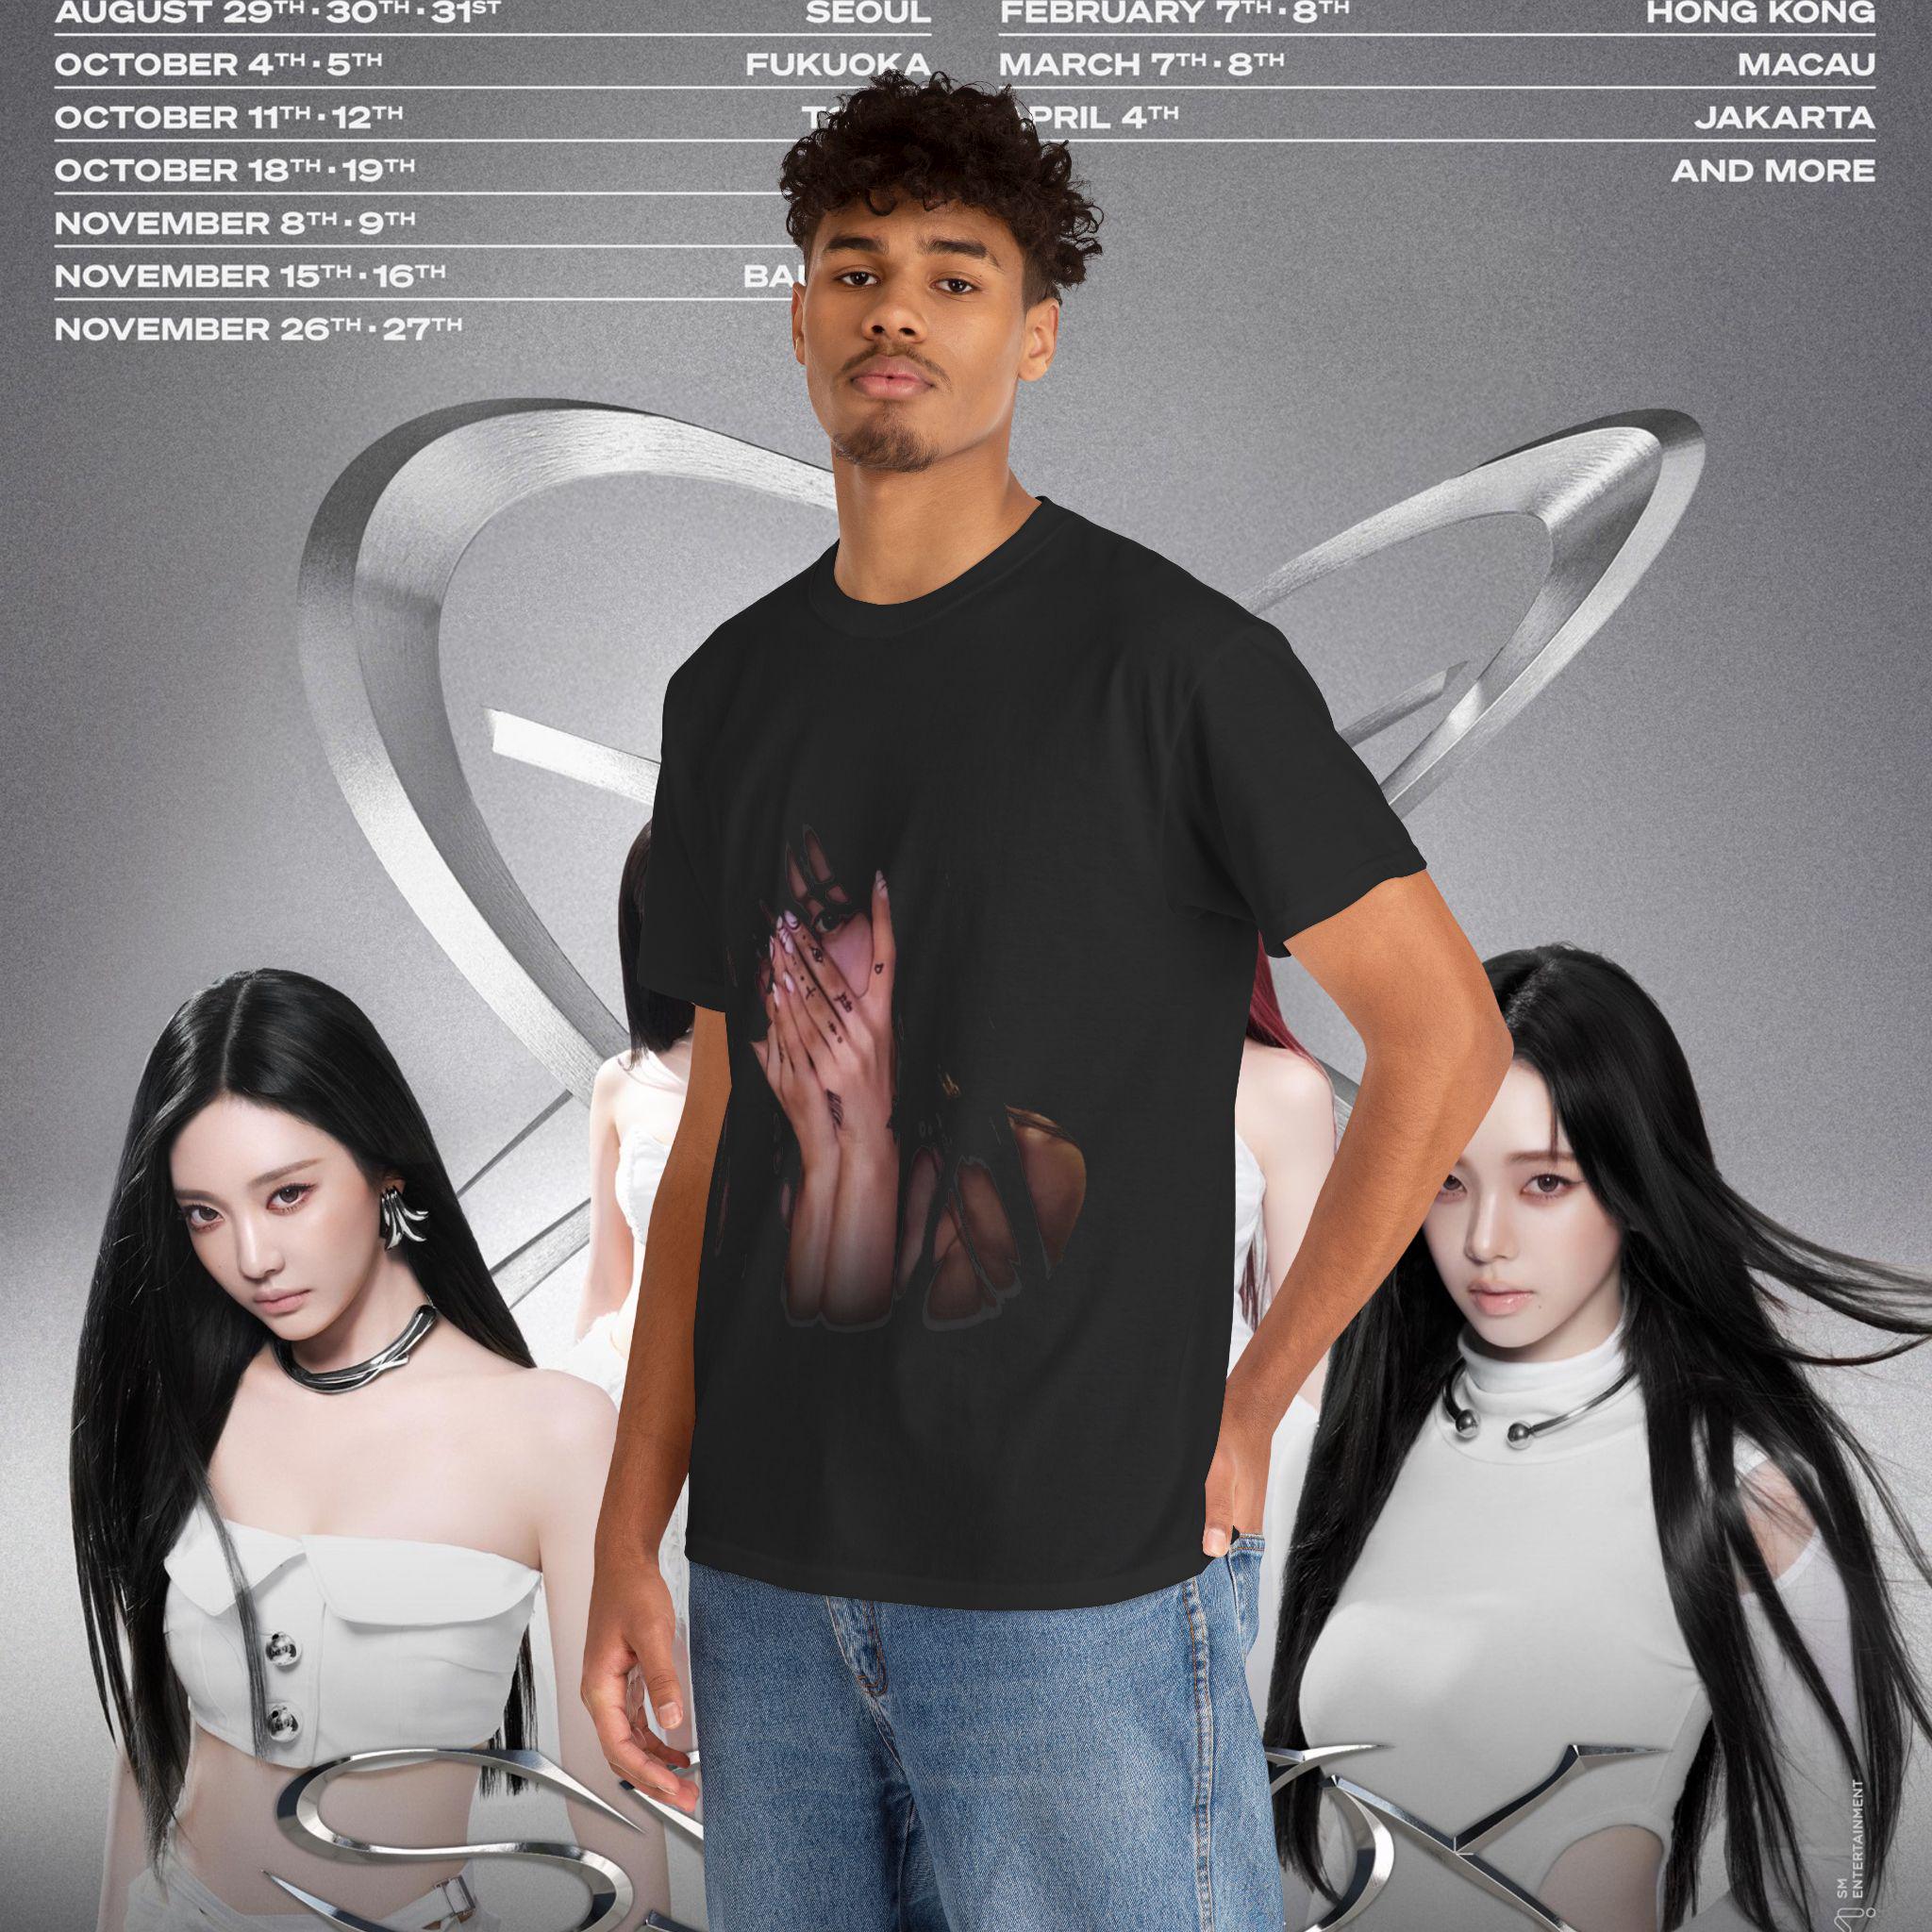 AUGUST 29TH · 30TH · 31ST SEOUL
OCTOBER 4TH · 5TH FUKUOKA
OCTOBER 11TH · 12TH
OCTOBER 18TH · 19TH
NOVEMBER 8TH · 9TH
NOVEMBER 15TH · 16TH
NOVEMBER 26TH · 27TH
FEBRUARY 7TH · 8TH HONG KONG
MARCH 7TH · 8TH MACAU
APRIL 4TH JAKARTA
AND MORE
SM
ENTERTAINMENT